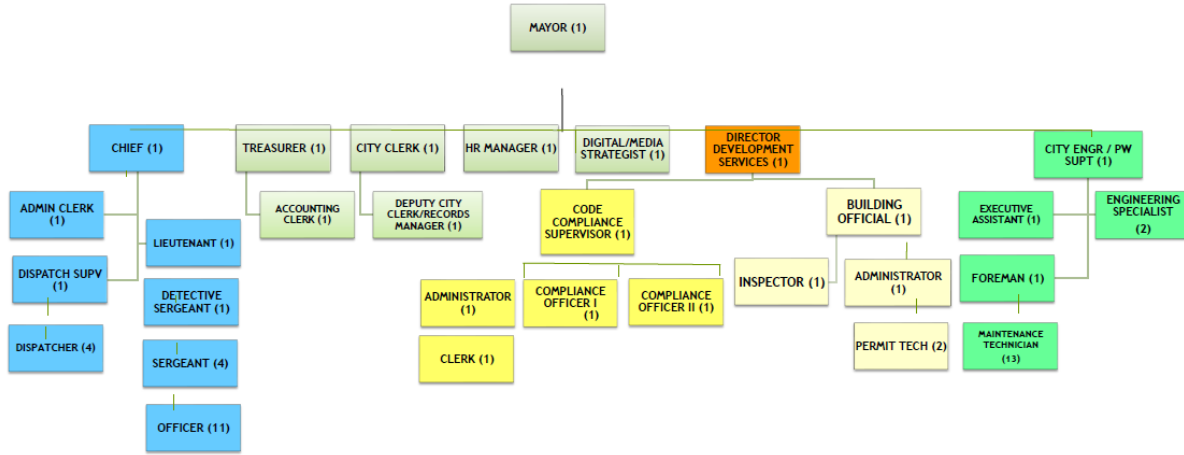 MAYOR (1)
CHIEF (1)
TREASURER (1)
CITY CLERK (1)
HR MANAGER (1)
DIGITAL/MEDIA
STRATEGIST (1)
DIRECTOR
DEVELOPMENT
SERVICES (1)
CITY ENGR / PW
SUPT (1)
ADMIN CLERK
(1)
LIEUTENANT (1)
DISPATCH SUPV
(1)
DETECTIVE
SERGEANT (1)
DISPATCHER (4)
SERGEANT (4)
OFFICER (11)
ACCOUNTING
CLERK (1)
DEPUTY CITY
CLERK/RECORDS
MANAGER (1)
CODE
COMPLIANCE
SUPERVISOR (1)
ADMINISTRATOR
(1)
COMPLIANCE
OFFICER I
(1)
COMPLIANCE
OFFICER II (1)
CLERK (1)
BUILDING
OFFICIAL (1)
INSPECTOR (1)
ADMINISTRATOR
(1)
PERMIT TECH (2)
EXECUTIVE
ASSISTANT (1)
ENGINEERING
SPECIALIST
(2)
FOREMAN (1)
MAINTENANCE
TECHNICIAN
(13)